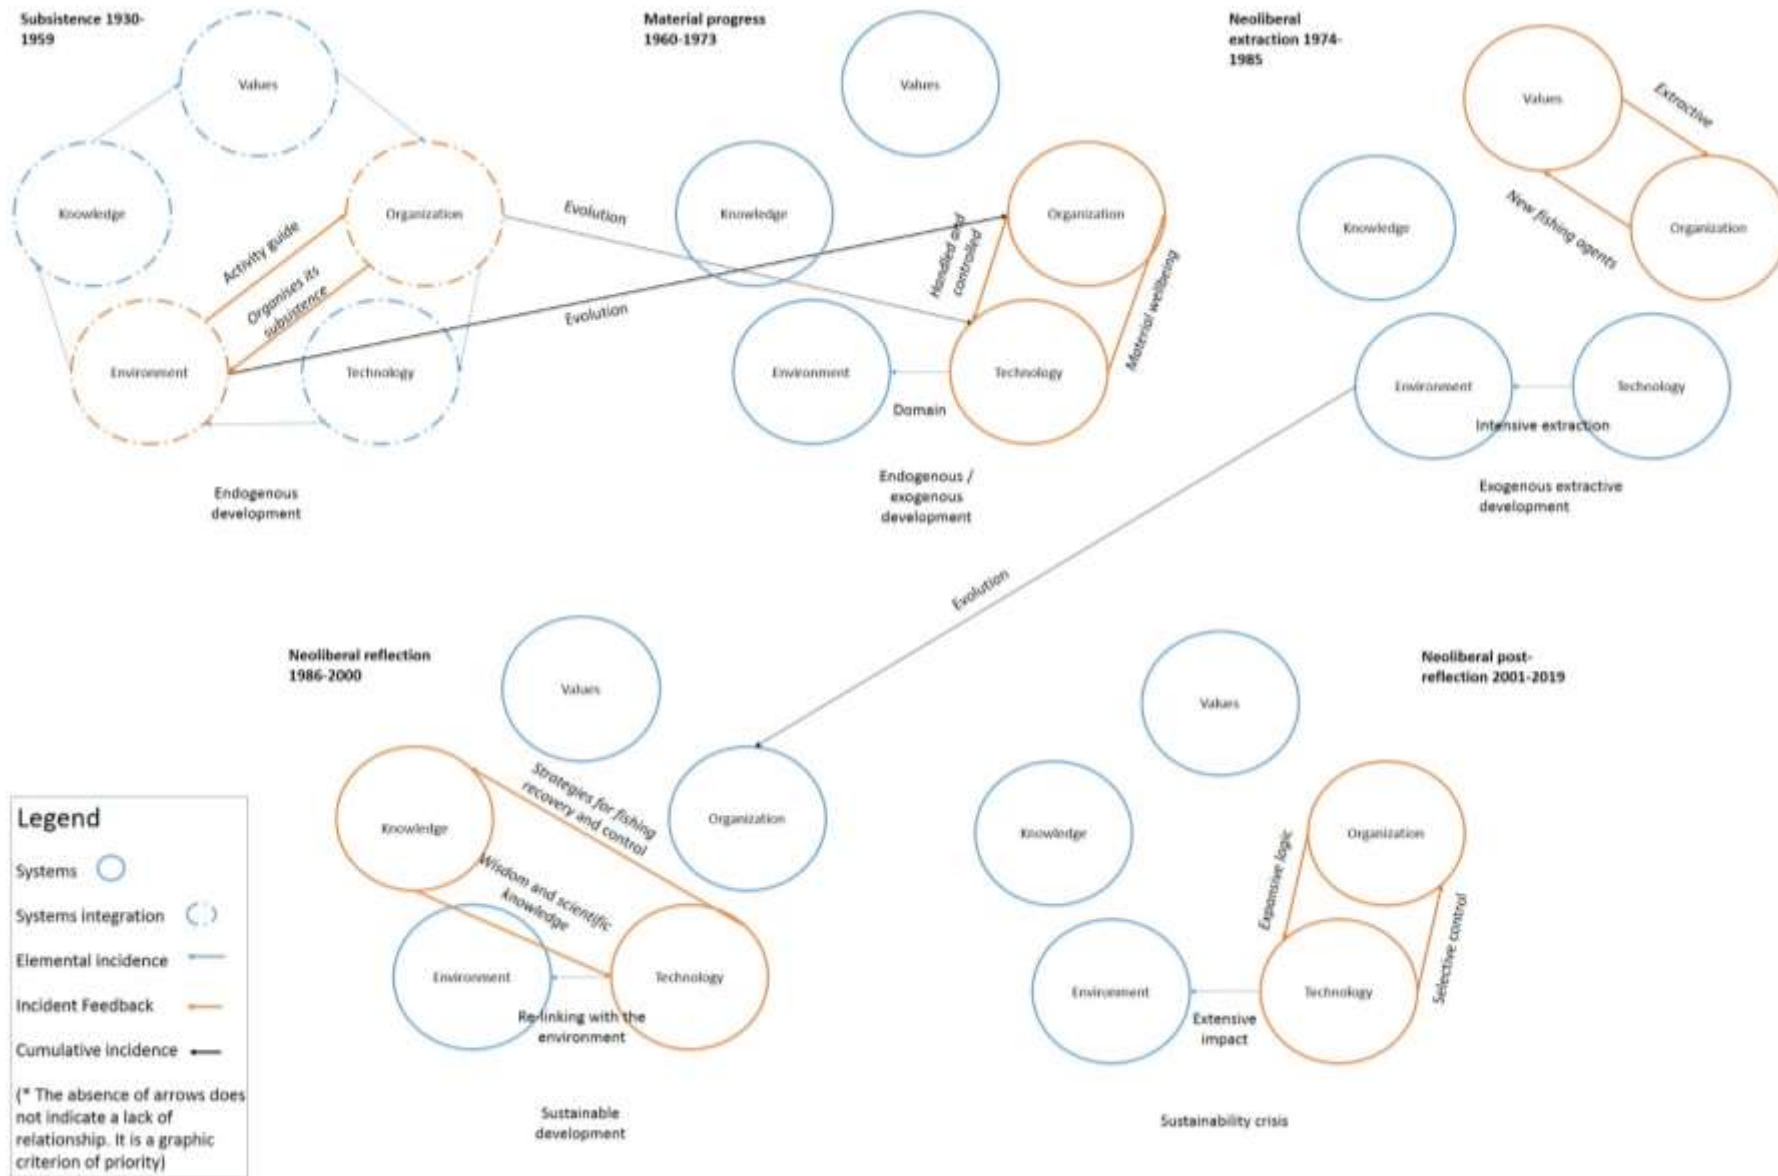 Subsistence 1930-
1959
Values
Knowledge
Organization
Activity guide
Organises its
subsistence
Environment
Technology
Endogenous
development
Evolution
Evolution
Material progress
1960-1973
Values
Knowledge
Organization
Handled and
controlled
Material wellbeing
Environment
Technology
Domain
Endogenous /
exogenous
development
Neoliberal
extraction 1974-
1985
Values
Extractive
Knowledge
New fishing agents
Organization
Environment
Technology
Intensive extraction
Exogenous extractive
development
Evolution
Neoliberal reflection
1986-2000
Values
Strategies for fishing
recovery and control
Knowledge
Organization
Wisdom and scientific
knowledge
Environment
Technology
Re-linking with the
environment
Sustainable
development
Neoliberal post-
reflection 2001-2019
Values
Knowledge
Organization
Expansive logic
Selective control
Environment
Technology
Extensive
impact
Sustainability crisis
Legend
Systems
Systems integration
Elemental incidence
Incident Feedback
Cumulative incidence
(* The absence of arrows does
not indicate a lack of
relationship. It is a graphic
criterion of priority)